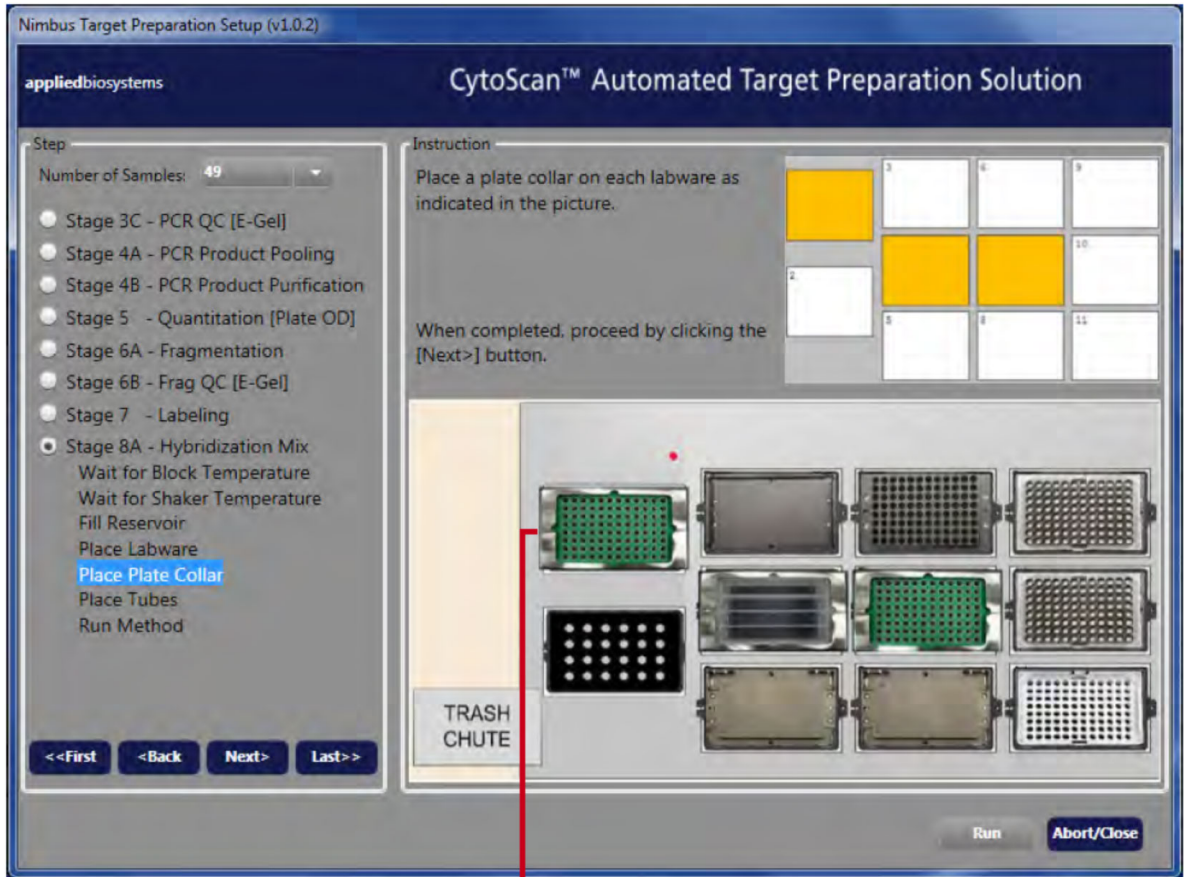 Nimbus Target Preparation Setup (v1.0.2)
appliedbiosystems
CytoScan™ Automated Target Preparation Solution
Step
Number of Samples: 49
Stage 3C - PCR QC [E-Gel]
Stage 4A - PCR Product Pooling
Stage 4B - PCR Product Purification
Stage 5 - Quantitation [Plate OD]
Stage 6A - Fragmentation
Stage 6B - Frag QC [E-Gel]
Stage 7 - Labeling
Stage 8A - Hybridization Mix
Wait for Block Temperature
Wait for Shaker Temperature
Fill Reservoir
Place Labware
Place Plate Collar
Place Tubes
Run Method
<<First <Back Next> Last>>
Instruction
Place a plate collar on each labware as
indicated in the picture.
When completed, proceed by clicking the
[Next>] button.
3 6 9
10
2
5 8 11
TRASH
CHUTE
Run Abort/Close